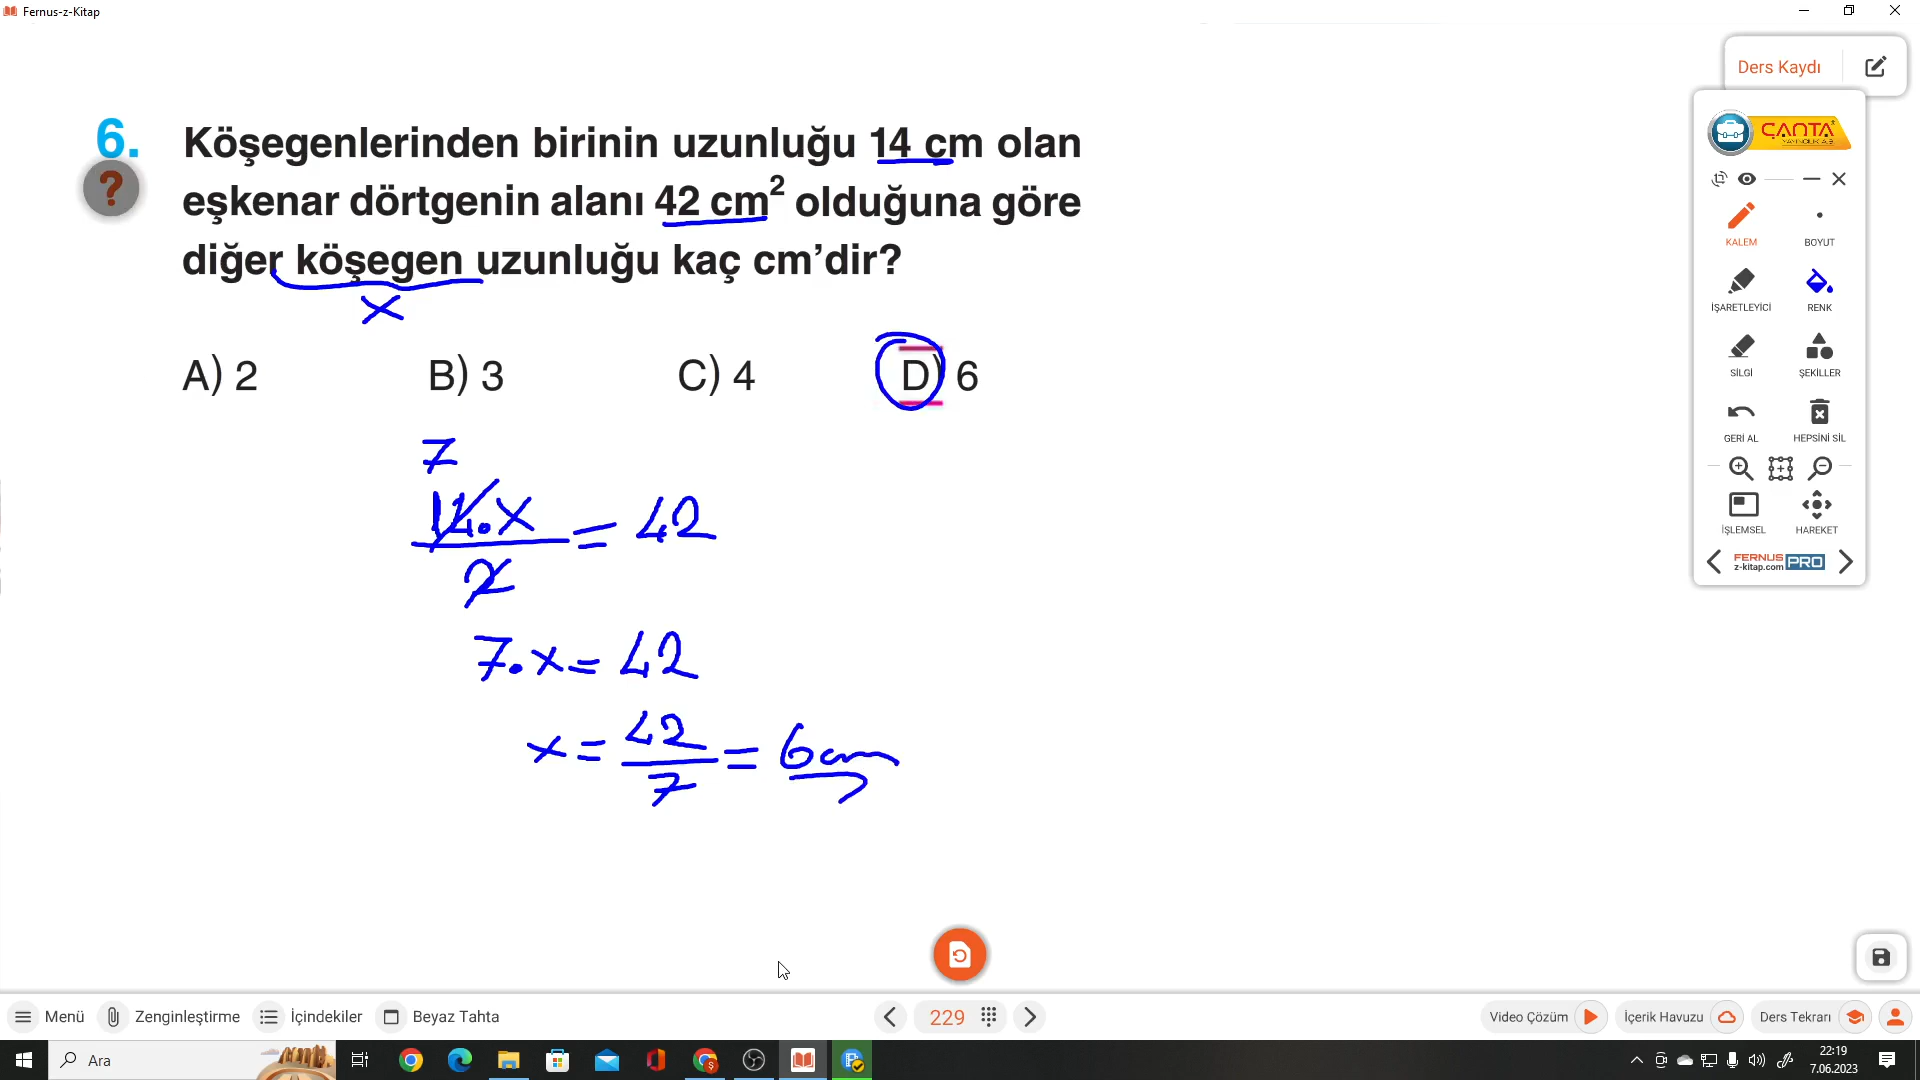 Fernus-z-Kitap
Ders Kaydı
6. Köşegenlerinden birinin uzunluğu 14 cm olan
eşkenar dörtgenin alanı 42 cm² olduğuna göre
diğer köşegen uzunluğu kaç cm'dir?
x
?
A) 2 B) 3 C) 4 D) 6
7
14.x
= 42
2
7.x = 42
x = 42/7 = 6 cm
ÇANTA
YAYINCILIK A.Ş.
KALEM BOYUT
İŞARETLEYİCİ RENK
SİLGİ ŞEKİLLER
GERİ AL HEPSİNİ SİL
İŞLEMSEL HAREKET
FERNUS
z-kitap.com PRO
Menü Zenginleştirme İçindekiler Beyaz Tahta 229 Video Çözüm İçerik Havuzu Ders Tekrarı
Ara
22:19
7.06.2023